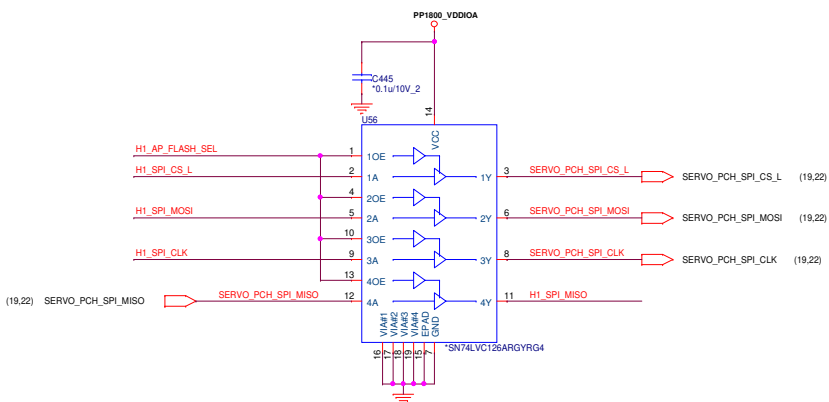 PP1800_VDDIOA
C445
*0.1u/10V_2
14
U56
VCC
H1_AP_FLASH_SEL 1 1OE
H1_SPI_CS_L 2 1A 1Y 3 SERVO_PCH_SPI_CS_L SERVO_PCH_SPI_CS_L (19,22)
4 2OE
H1_SPI_MOSI 5 2A 2Y 6 SERVO_PCH_SPI_MOSI SERVO_PCH_SPI_MOSI (19,22)
10 3OE
H1_SPI_CLK 9 3A 3Y 8 SERVO_PCH_SPI_CLK SERVO_PCH_SPI_CLK (19,22)
13 4OE
(19,22) SERVO_PCH_SPI_MISO SERVO_PCH_SPI_MISO 12 4A 4Y 11 H1_SPI_MISO
VIA#1 VIA#2 VIA#3 VIA#4 EPAD GND
*SN74LVC126ARGYRG4
16 17 18 19 15 7